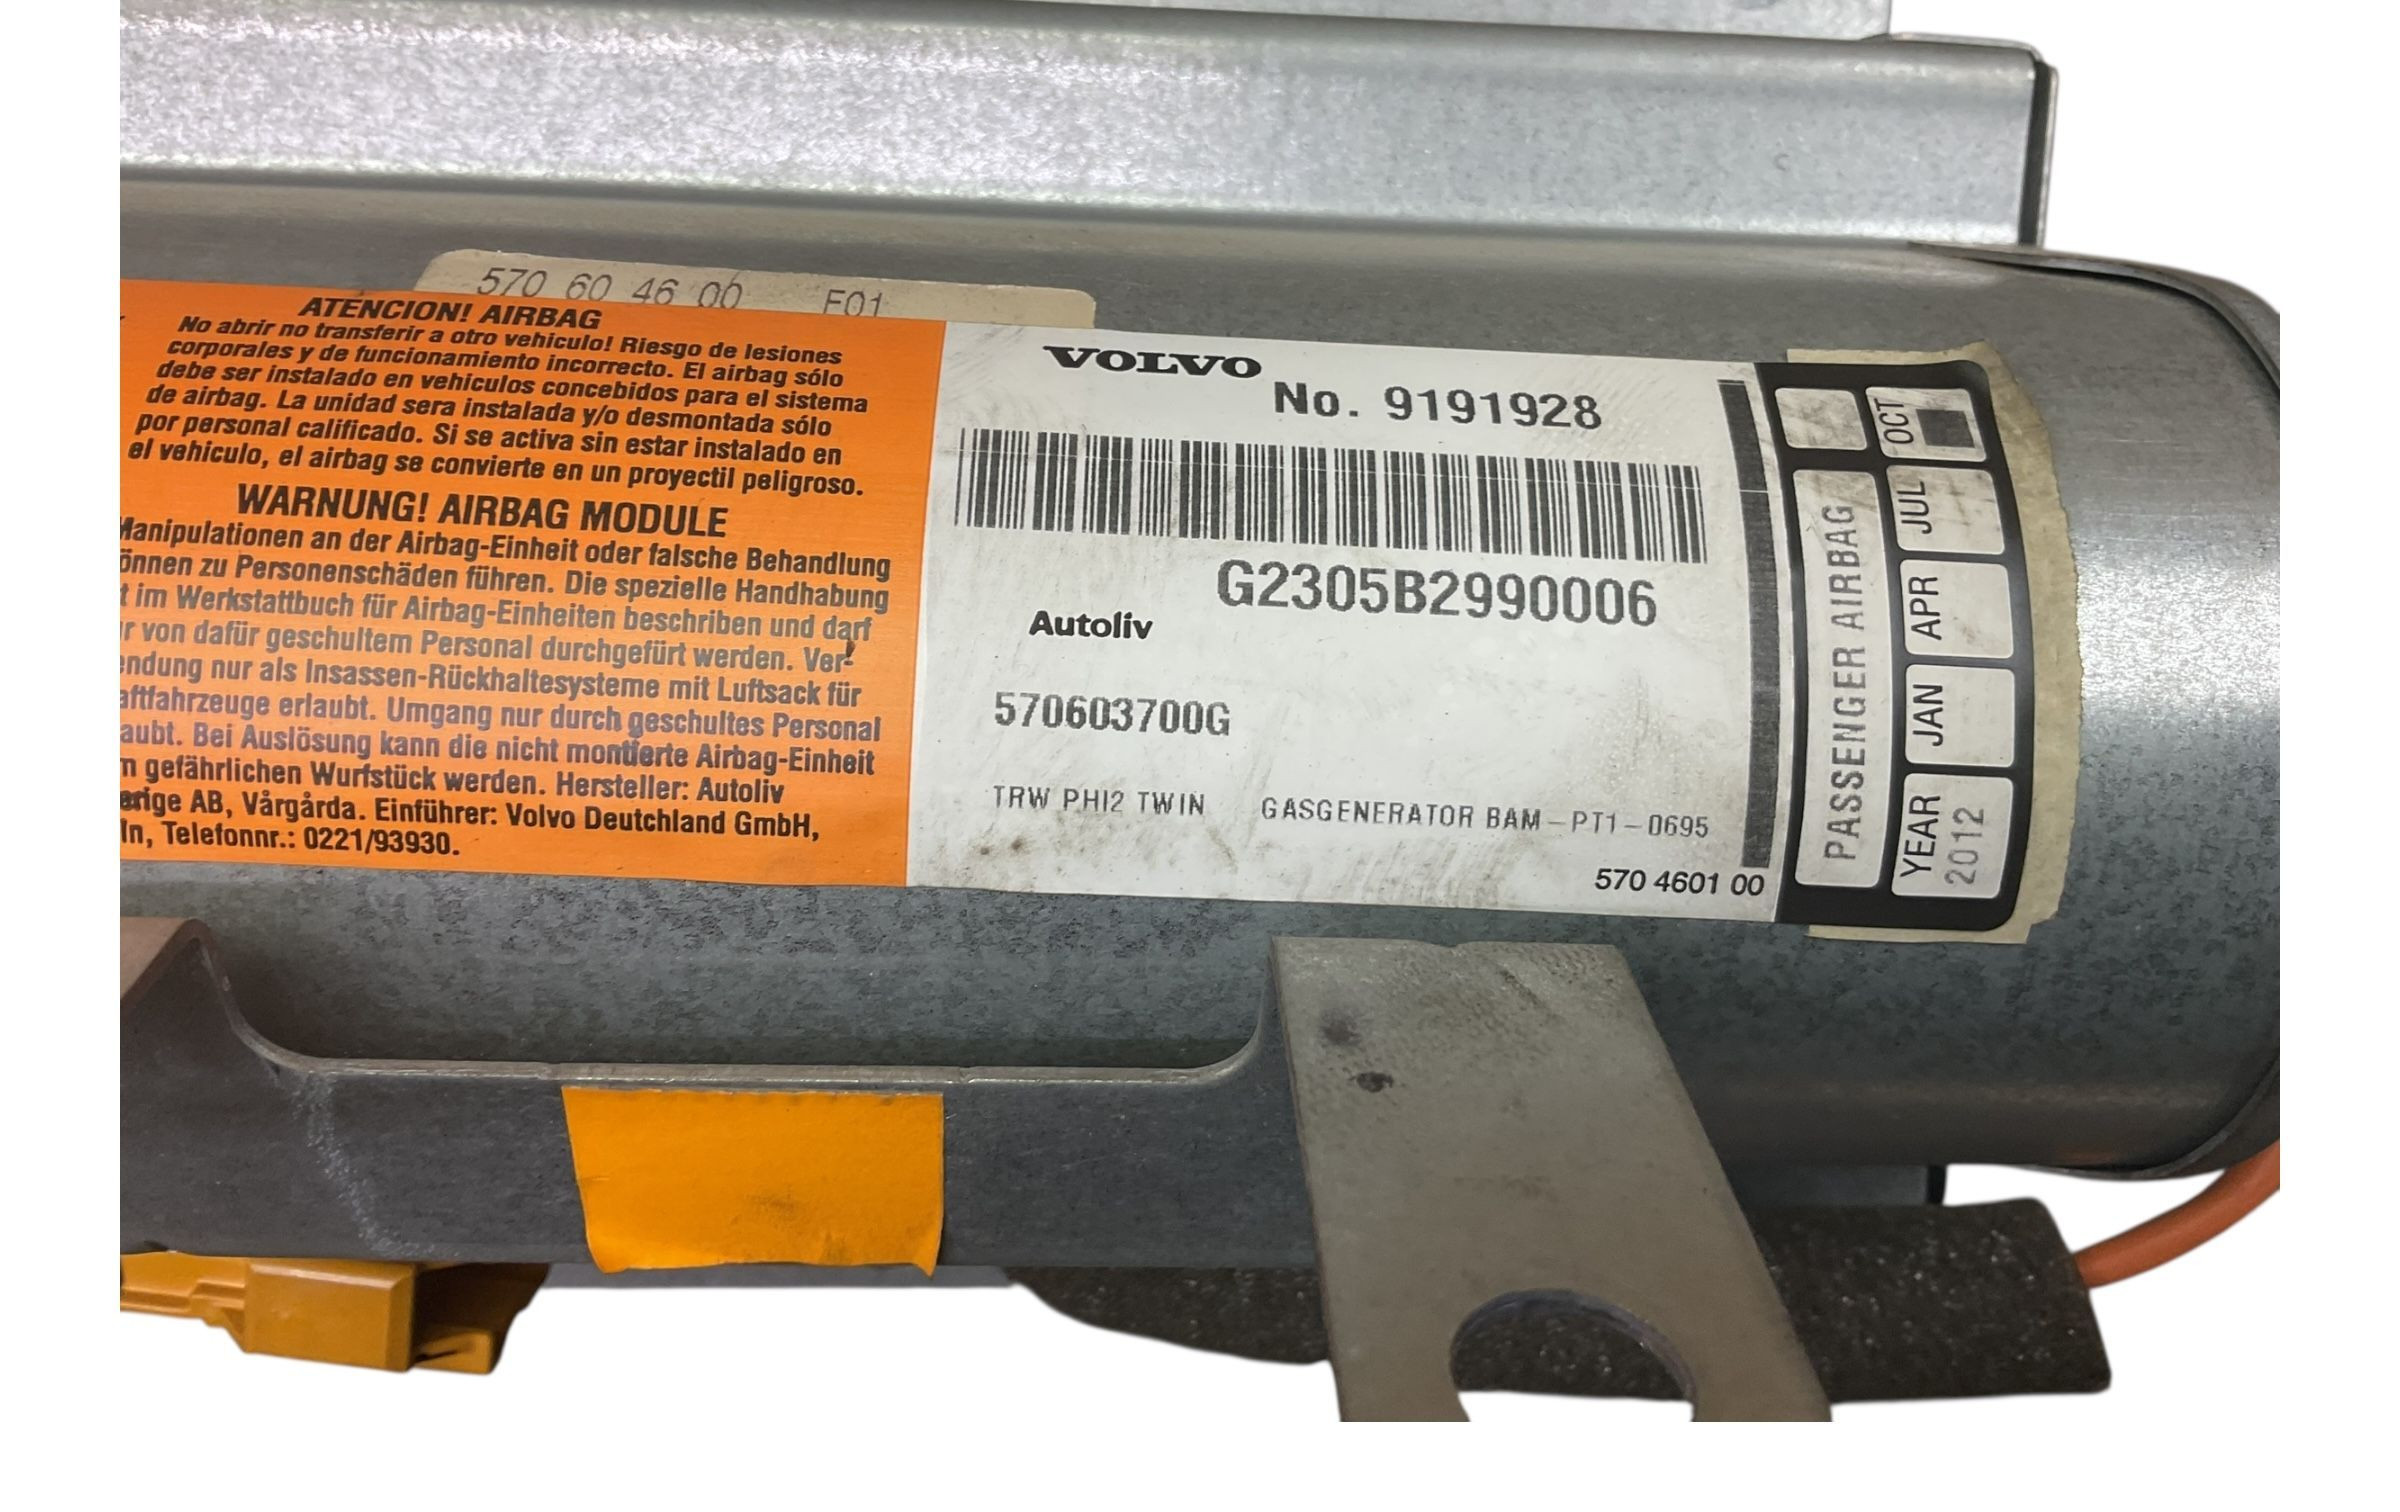 570 60 46 00 F01
ATENCION! AIRBAG
No abrir no transferir a otro vehiculo! Riesgo de lesiones
corporales y de funcionamiento incorrecto. El airbag sólo
debe ser instalado en vehiculos concebidos para el sistema
de airbag. La unidad sera instalada y/o desmontada sólo
por personal calificado. Si se activa sin estar instalado en
el vehiculo, el airbag se convierte en un proyectil peligroso.
WARNUNG! AIRBAG MODULE
Manipulationen an der Airbag-Einheit oder falsche Behandlung
önnen zu Personenschäden führen. Die spezielle Handhabung
t im Werkstattbuch für Airbag-Einheiten beschriben und darf
r von dafür geschultem Personal durchgefürt werden. Ver-
endung nur als Insassen-Rückhaltesysteme mit Luftsack für
aftfahrzeuge erlaubt. Umgang nur durch geschultes Personal
aubt. Bei Auslösung kann die nicht montierte Airbag-Einheit
n gefährlichen Wurfstück werden. Hersteller: Autoliv
erige AB, Vårgårda. Einführer: Volvo Deutchland GmbH,
ln, Telefonnr.: 0221/93930.
VOLVO
No. 9191928
G2305B2990006
Autoliv
570603700G
TRW PHI2 TWIN GASGENERATOR BAM-PT1-0695
570 4601 00
PASSENGER AIRBAG
YEAR JAN APR JUL OCT
2012